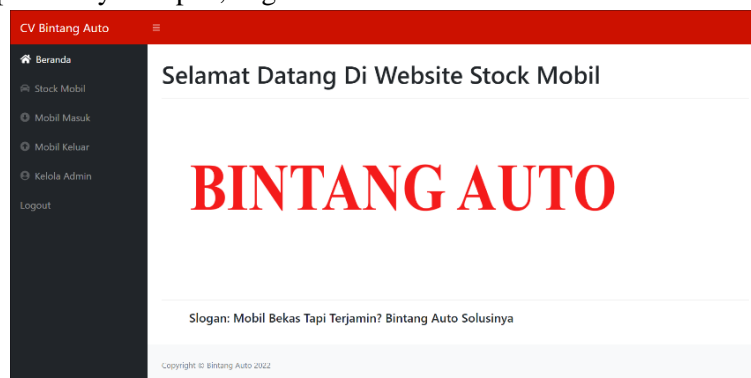 CV Bintang Auto
Beranda
Stock Mobil
Mobil Masuk
Mobil Keluar
Kelola Admin
Logout
Selamat Datang Di Website Stock Mobil
BINTANG AUTO
Slogan: Mobil Bekas Tapi Terjamin? Bintang Auto Solusinya
Copyright © Bintang Auto 2022